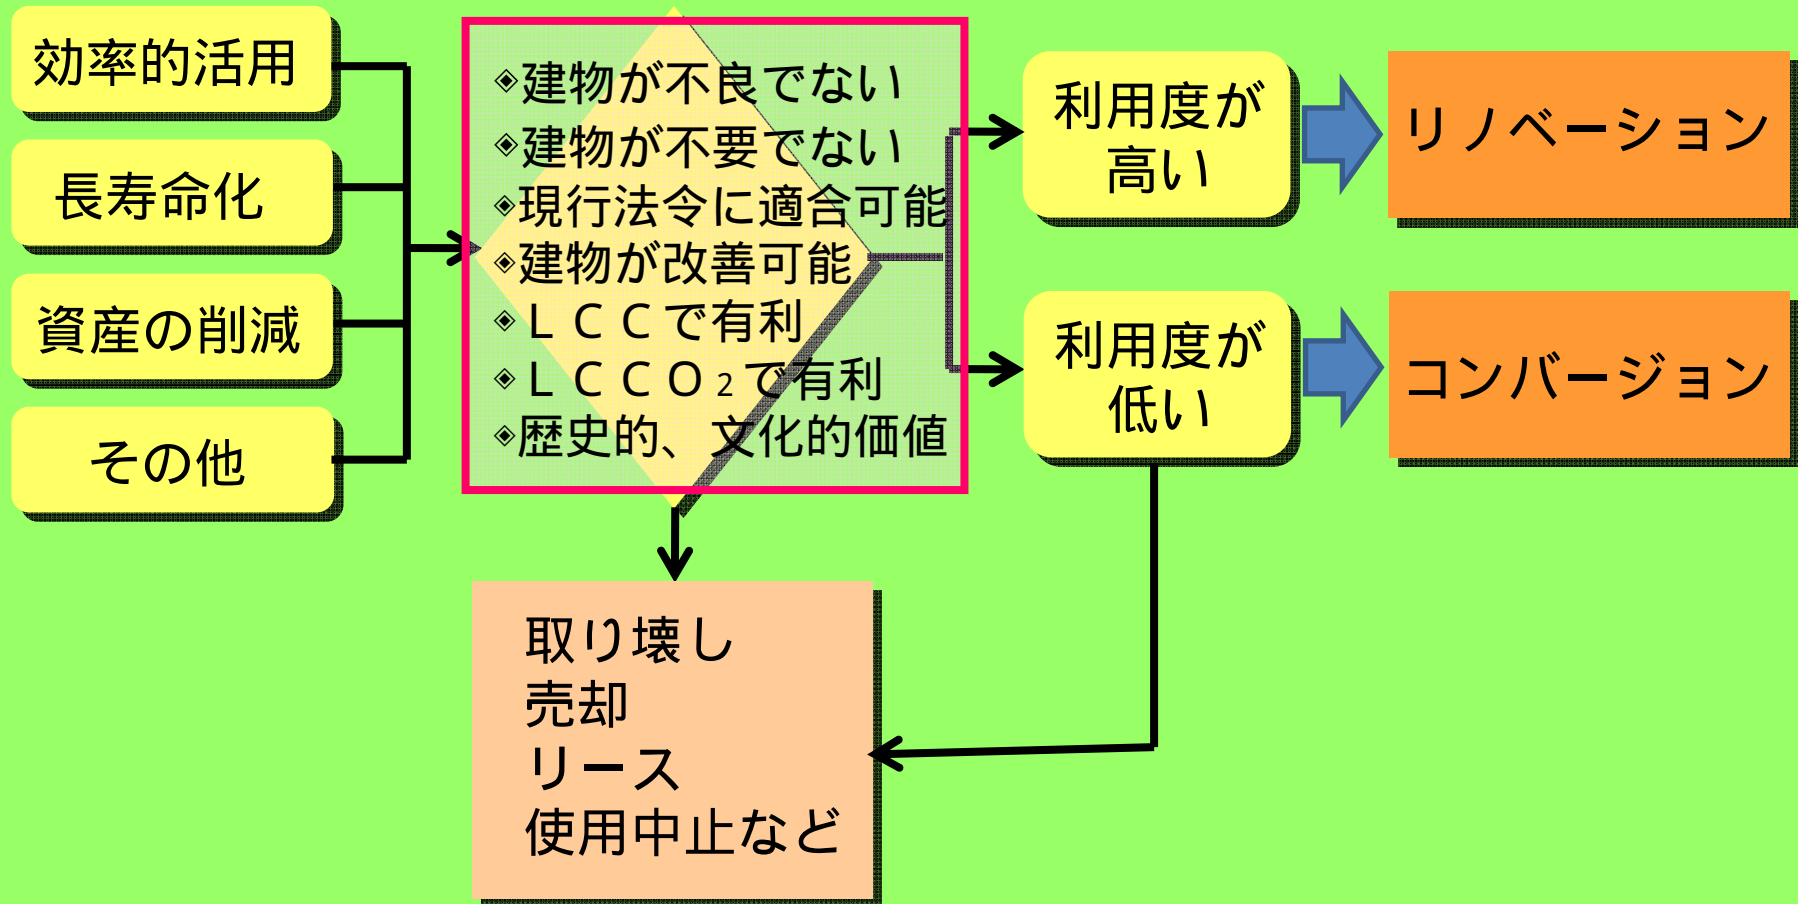 効率的活用
長寿命化
資産の削減
その他
◈建物が不良でない
◈建物が不要でない
◈現行法令に適合可能
◈建物が改善可能
◈ＬＣＣで有利
◈ＬＣＣＯ２で有利
◈歴史的、文化的価値
利用度が
高い
リノベーション
利用度が
低い
コンバージョン
取り壊し
売却
リース
使用中止など